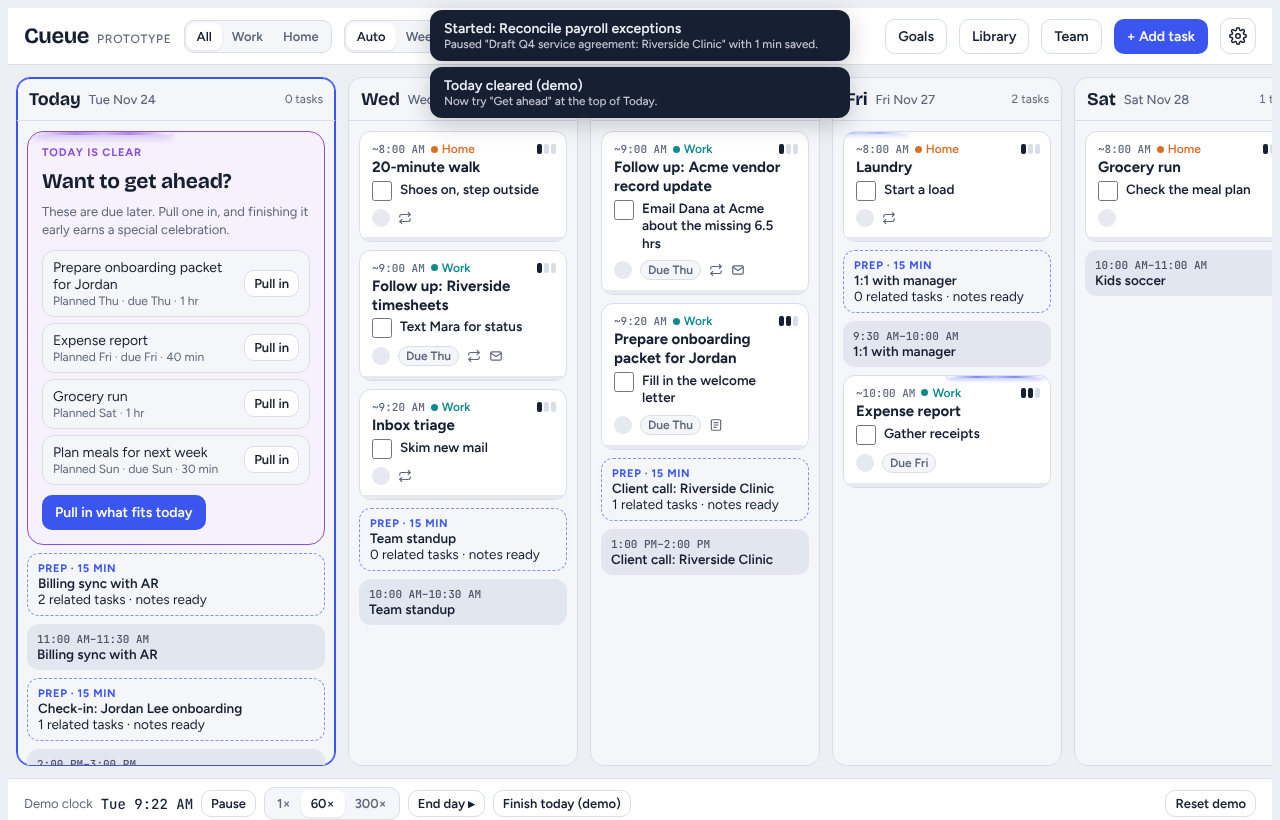 Cueue PROTOTYPE
All Work Home
Auto
Started: Reconcile payroll exceptions
Paused "Draft Q4 service agreement: Riverside Clinic" with 1 min saved.
Today cleared (demo)
Now try "Get ahead" at the top of Today.
Goals
Library
Team
+ Add task
Today Tue Nov 24 0 tasks
TODAY IS CLEAR
Want to get ahead?
These are due later. Pull one in, and finishing it
early earns a special celebration.
Prepare onboarding packet
for Jordan
Planned Thu · due Thu · 1 hr
Pull in
Expense report
Planned Fri · due Fri · 40 min
Pull in
Grocery run
Planned Sat · 1 hr
Pull in
Plan meals for next week
Planned Sun · due Sun · 30 min
Pull in
Pull in what fits today
PREP · 15 MIN
Billing sync with AR
2 related tasks · notes ready
11:00 AM–11:30 AM
Billing sync with AR
PREP · 15 MIN
Check-in: Jordan Lee onboarding
1 related tasks · notes ready
2:00 PM–3:00 PM
Wed
~8:00 AM Home
20-minute walk
Shoes on, step outside
~9:00 AM Work
Follow up: Riverside
timesheets
Text Mara for status
Due Thu
~9:20 AM Work
Inbox triage
Skim new mail
PREP · 15 MIN
Team standup
0 related tasks · notes ready
10:00 AM–10:30 AM
Team standup
~9:00 AM Work
Follow up: Acme vendor
record update
Email Dana at Acme
about the missing 6.5
hrs
Due Thu
~9:20 AM Work
Prepare onboarding
packet for Jordan
Fill in the welcome
letter
Due Thu
PREP · 15 MIN
Client call: Riverside Clinic
1 related tasks · notes ready
1:00 PM–2:00 PM
Client call: Riverside Clinic
Fri Fri Nov 27 2 tasks
~8:00 AM Home
Laundry
Start a load
PREP · 15 MIN
1:1 with manager
0 related tasks · notes ready
9:30 AM–10:00 AM
1:1 with manager
~10:00 AM Work
Expense report
Gather receipts
Due Fri
Sat Sat Nov 28 1
~8:00 AM Home
Grocery run
Check the meal plan
10:00 AM–11:00 AM
Kids soccer
Demo clock Tue 9:22 AM
Pause
1× 60× 300×
End day ▸
Finish today (demo)
Reset demo